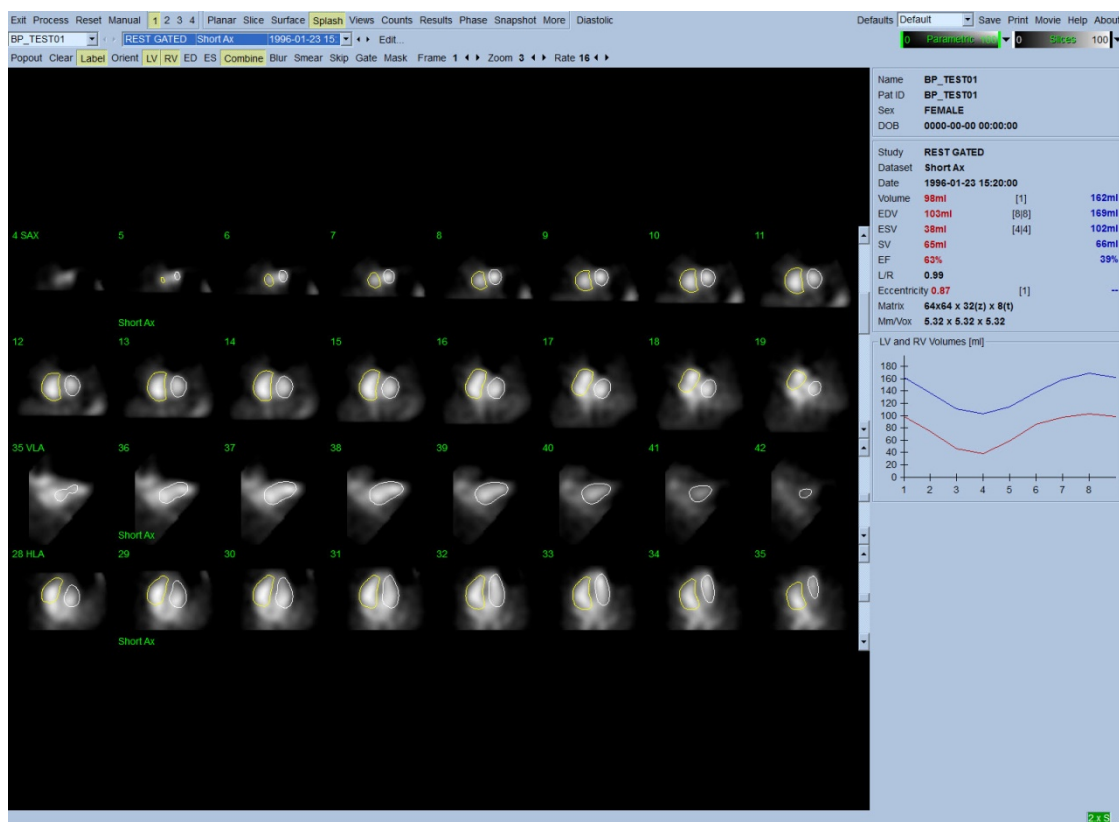 Exit Process Reset Manual 1 2 3 4 Planar Slice Surface Splash Views Counts Results Phase Snapshot More Diastolic Defaults Default Save Print Movie Help About
BP_TEST01 REST GATED Short Ax 1996-01-23 15: Edit... 0 Parametric 100 0 Slices 100
Popout Clear Label Orient LV RV ED ES Combine Blur Smear Skip Gate Mask Frame 1 Zoom 3 Rate 16
4 SAX 5 6 7 8 9 10 11
Short Ax
12 13 14 15 16 17 18 19
35 VLA 36 37 38 39 40 41 42
Short Ax
28 HLA 29 30 31 32 33 34 35
Short Ax
Name BP_TEST01
Pat ID BP_TEST01
Sex FEMALE
DOB 0000-00-00 00:00:00
Study REST GATED
Dataset Short Ax
Date 1996-01-23 15:20:00
Volume 98ml [1] 162ml
EDV 103ml [8|8] 169ml
ESV 38ml [4|4] 102ml
SV 65ml 66ml
EF 63% 39%
L/R 0.99
Eccentricity 0.87 [1] --
Matrix 64x64 x 32(z) x 8(t)
Mm/Vox 5.32 x 5.32 x 5.32
LV and RV Volumes [ml]
180
160
140
120
100
80
60
40
20
0
1 2 3 4 5 6 7 8
2 x S